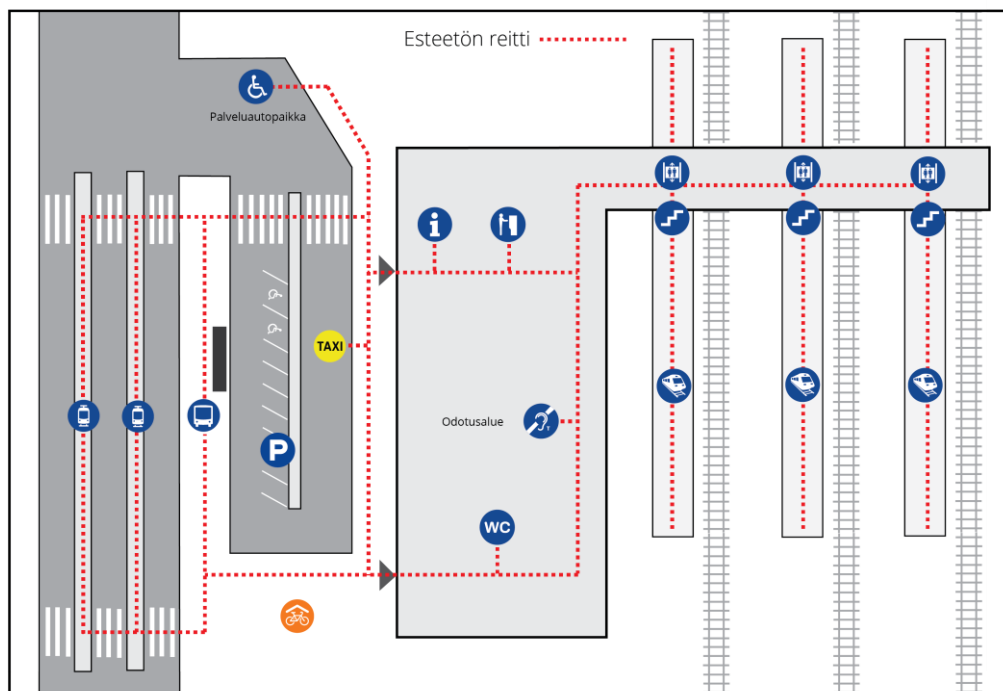 Esteetön reitti
Palveluautopaikka
TAXI
P
Odotusalue
T
WC